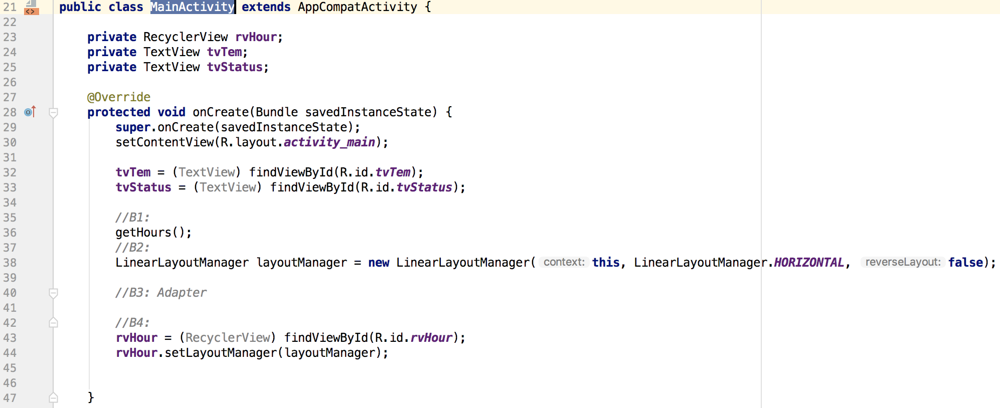 21 public class MainActivity extends AppCompatActivity {
22
23     private RecyclerView rvHour;
24     private TextView tvTem;
25     private TextView tvStatus;
26
27     @Override
28     protected void onCreate(Bundle savedInstanceState) {
29         super.onCreate(savedInstanceState);
30         setContentView(R.layout.activity_main);
31
32         tvTem = (TextView) findViewById(R.id.tvTem);
33         tvStatus = (TextView) findViewById(R.id.tvStatus);
34
35         //B1:
36         getHours();
37         //B2:
38         LinearLayoutManager layoutManager = new LinearLayoutManager( context: this, LinearLayoutManager.HORIZONTAL, reverseLayout: false);
39
40         //B3: Adapter
41
42         //B4:
43         rvHour = (RecyclerView) findViewById(R.id.rvHour);
44         rvHour.setLayoutManager(layoutManager);
45
46
47     }